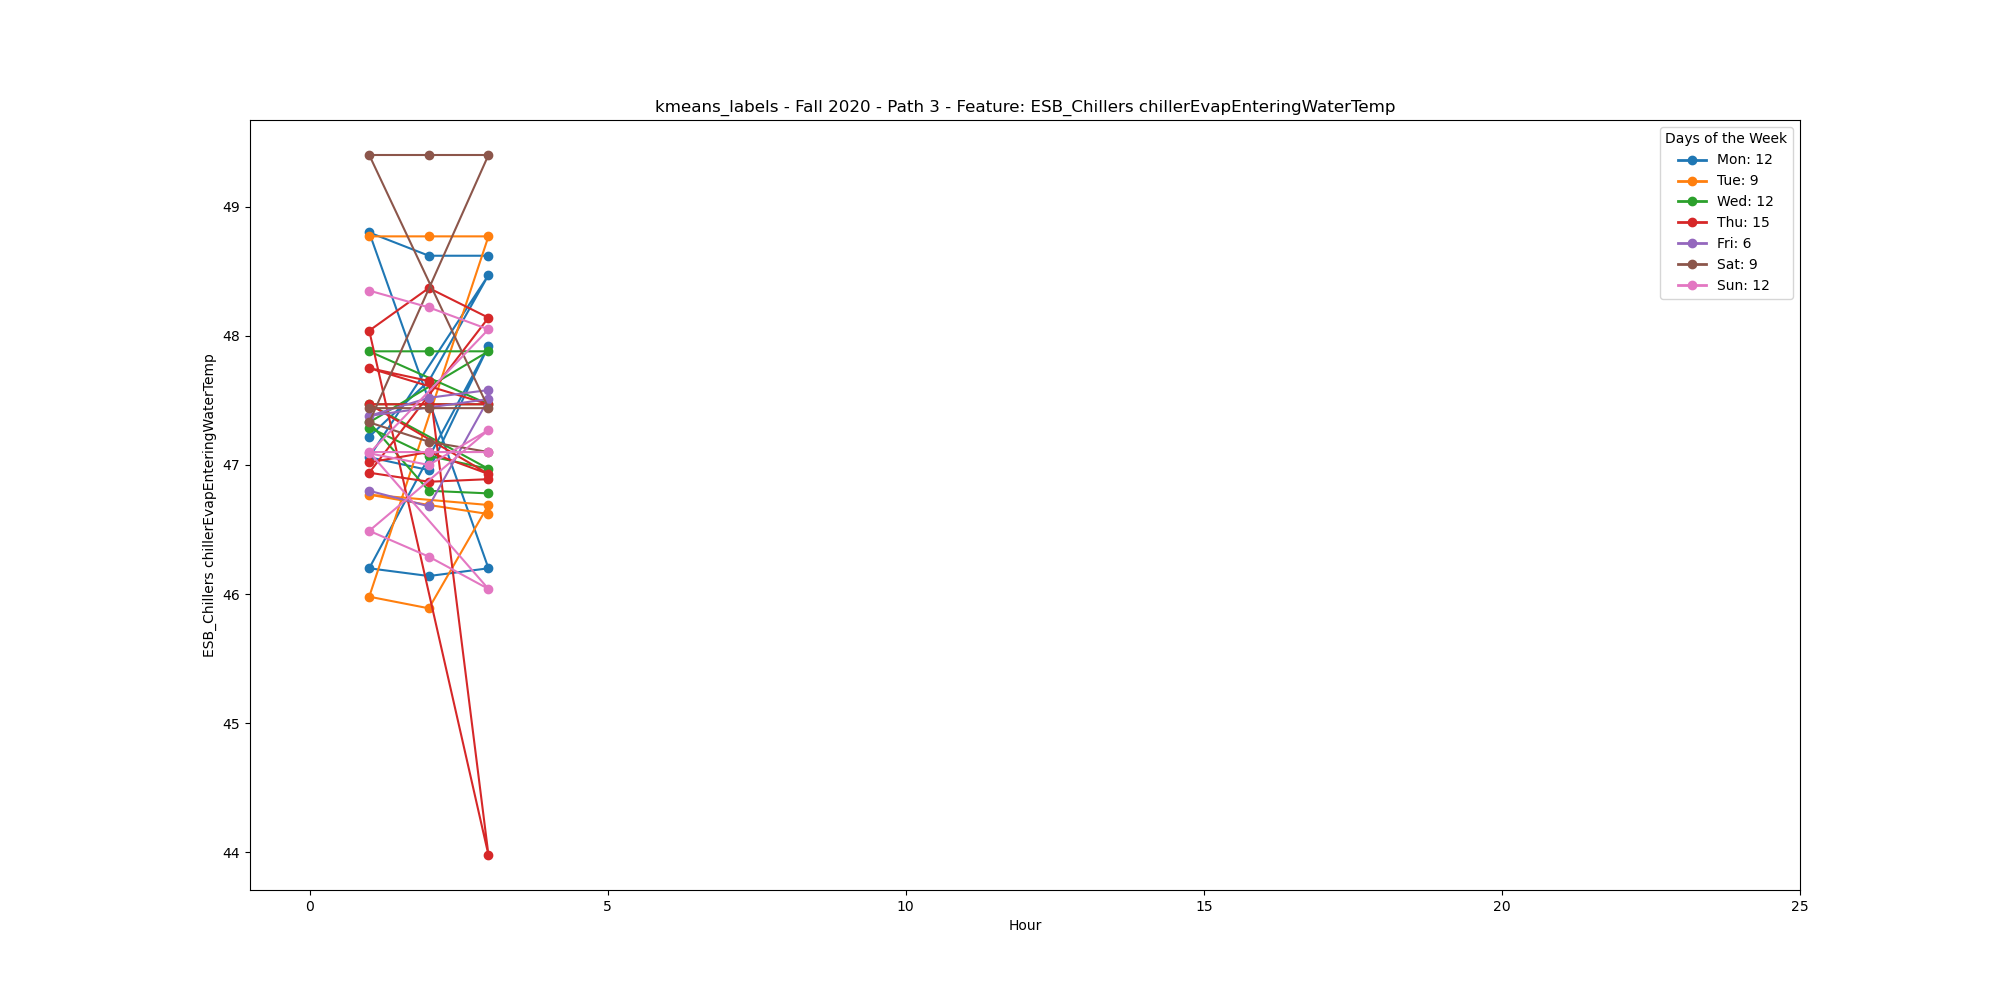 kmeans_labels - Fall 2020 - Path 3 - Feature: ESB_Chillers chillerEvapEnteringWaterTemp
Days of the Week
Mon: 12
Tue: 9
Wed: 12
Thu: 15
Fri: 6
Sat: 9
Sun: 12
ESB_Chillers chillerEvapEnteringWaterTemp
49
48
47
46
45
44
0 5 10 15 20 25
Hour